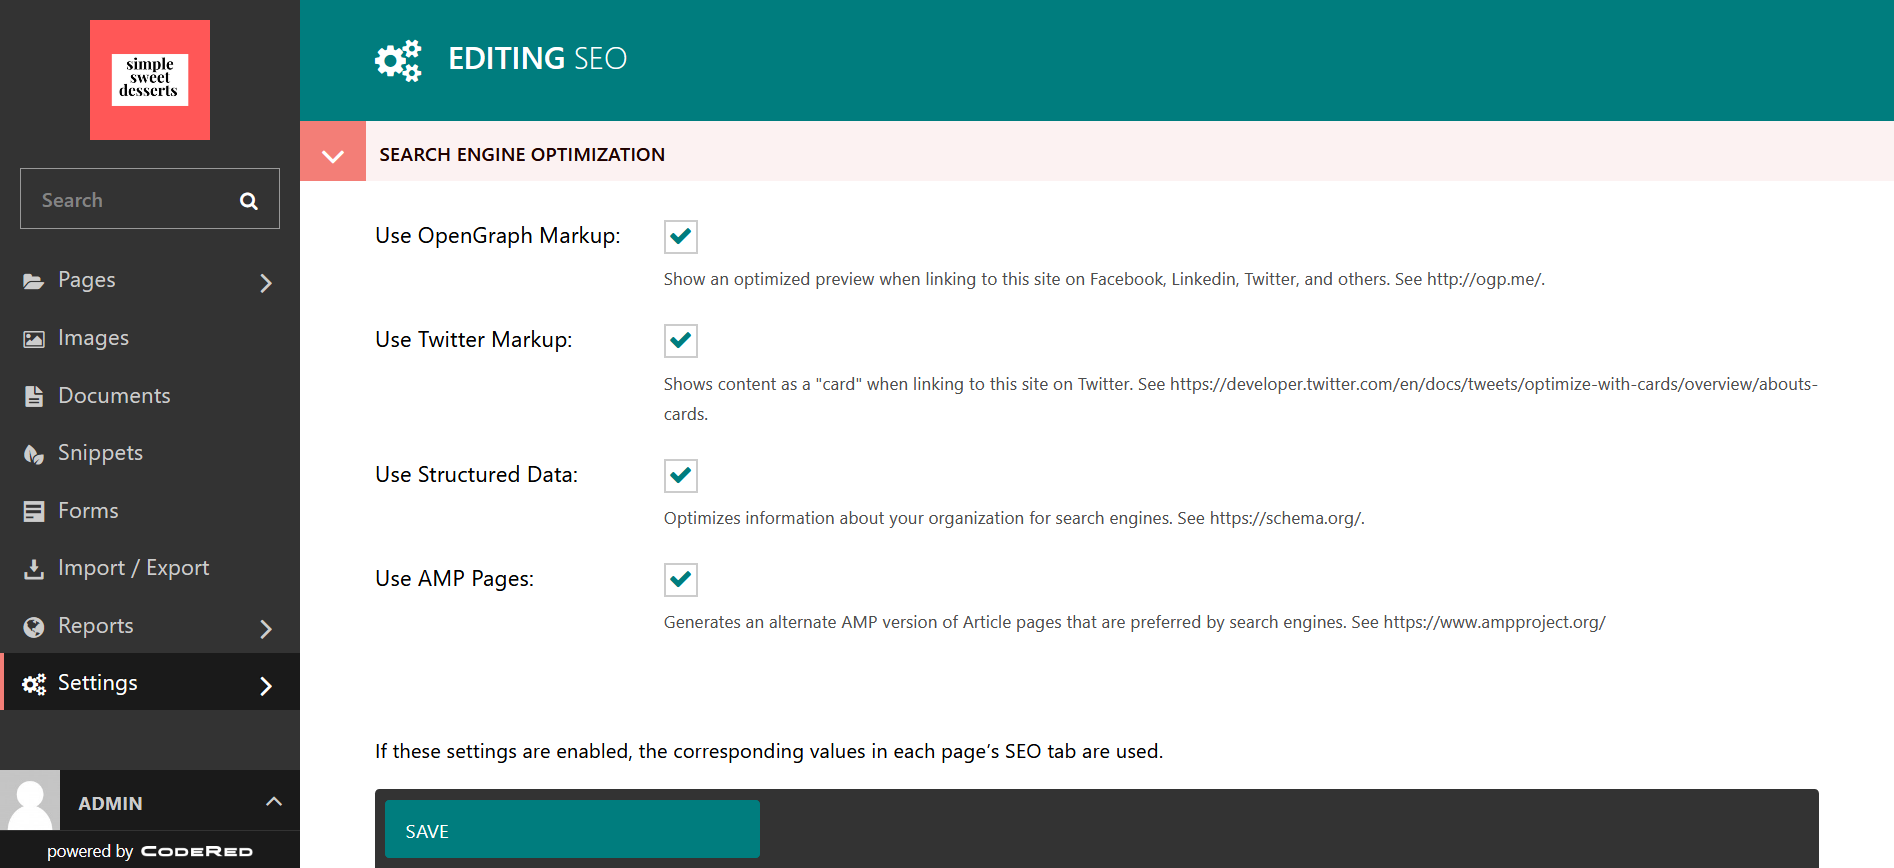 simple
sweet
desserts
Search
Pages
Images
Documents
Snippets
Forms
Import / Export
Reports
Settings
ADMIN
powered by CODERED
EDITING SEO
SEARCH ENGINE OPTIMIZATION
Use OpenGraph Markup:
Show an optimized preview when linking to this site on Facebook, Linkedin, Twitter, and others. See http://ogp.me/.
Use Twitter Markup:
Shows content as a "card" when linking to this site on Twitter. See https://developer.twitter.com/en/docs/tweets/optimize-with-cards/overview/abouts-
cards.
Use Structured Data:
Optimizes information about your organization for search engines. See https://schema.org/.
Use AMP Pages:
Generates an alternate AMP version of Article pages that are preferred by search engines. See https://www.ampproject.org/
If these settings are enabled, the corresponding values in each page’s SEO tab are used.
SAVE